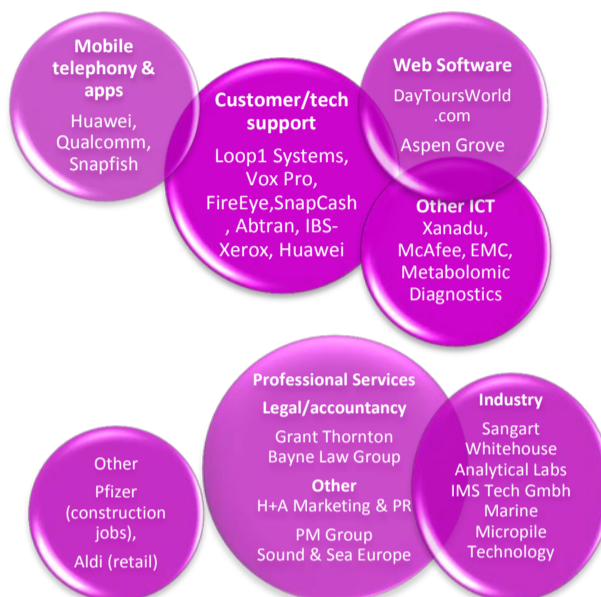 Mobile
telephony &
apps
Huawei,
Qualcomm,
Snapfish
Customer/tech
support
Loop1 Systems,
Vox Pro,
FireEye,SnapCash
, Abtran, IBS-
Xerox, Huawei
Web Software
DayToursWorld
.com
Aspen Grove
Other ICT
Xanadu,
McAfee, EMC,
Metabolomic
Diagnostics
Other
Pfizer
(construction
jobs),
Aldi (retail)
Professional Services
Legal/accountancy
Grant Thornton
Bayne Law Group
Other
H+A Marketing & PR
PM Group
Sound & Sea Europe
Industry
Sangart
Whitehouse
Analytical Labs
IMS Tech Gmbh
Marine
Micropile
Technology